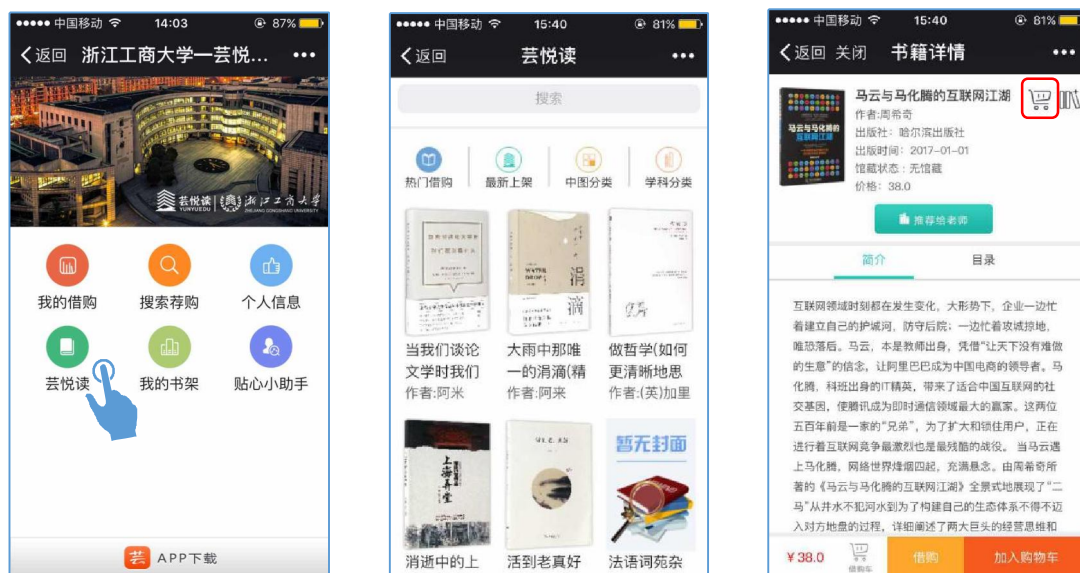 中国移动 14:03 87%
返回 浙江工商大学一芸悦... •••
芸悦读
YUNYUEDU
浙江工商大学
ZHEJIANG GONGSHANG UNIVERSITY
我的借购 搜索荐购 个人信息
芸悦读 我的书架 贴心小助手
芸 APP下载
中国移动 15:40 81%
返回 芸悦读 •••
搜索
热门借购 最新上架 中图分类 学科分类
当我们谈论 大雨中那唯 做哲学(如何
文学时我们 一的涓滴(精 更清晰地思
作者:阿米 作者:阿来 作者:(英)加里
上海弄堂
暂无封面
消逝中的上 活到老真好 法语词苑杂
中国移动 15:40 81%
返回 关闭 书籍详情 •••
马云与马化腾的互联网江湖
作者:周希奇
出版社：哈尔滨出版社
出版时间：2017-01-01
馆藏状态：无馆藏
价格：38.0
推荐给老师
简介 目录
互联网领域时刻都在发生变化，大形势下，企业一边忙
着建立自己的护城河，防守后院；一边忙着攻城掠地，
唯恐落后。马云，本是教师出身，凭借“让天下没有难做
的生意”的信念，让阿里巴巴成为中国电商的领导者。马
化腾，科班出身的IT精英，带来了适合中国互联网的社
交基因，使腾讯成为即时通信领域最大的赢家。这两位
五百年前是一家的“兄弟”，为了扩大和锁住用户，正在
进行着互联网竞争最激烈也是最残酷的战役。 当马云遇
上马化腾，网络世界烽烟四起，充满悬念。由周希奇所
著的《马云与马化腾的互联网江湖》全景式地展现了“二
马”从井水不犯河水到为了构建自己的生态体系不得不迈
入对方地盘的过程，详细阐述了两大巨头的经营思维和
￥38.0 借购车 借购 加入购物车